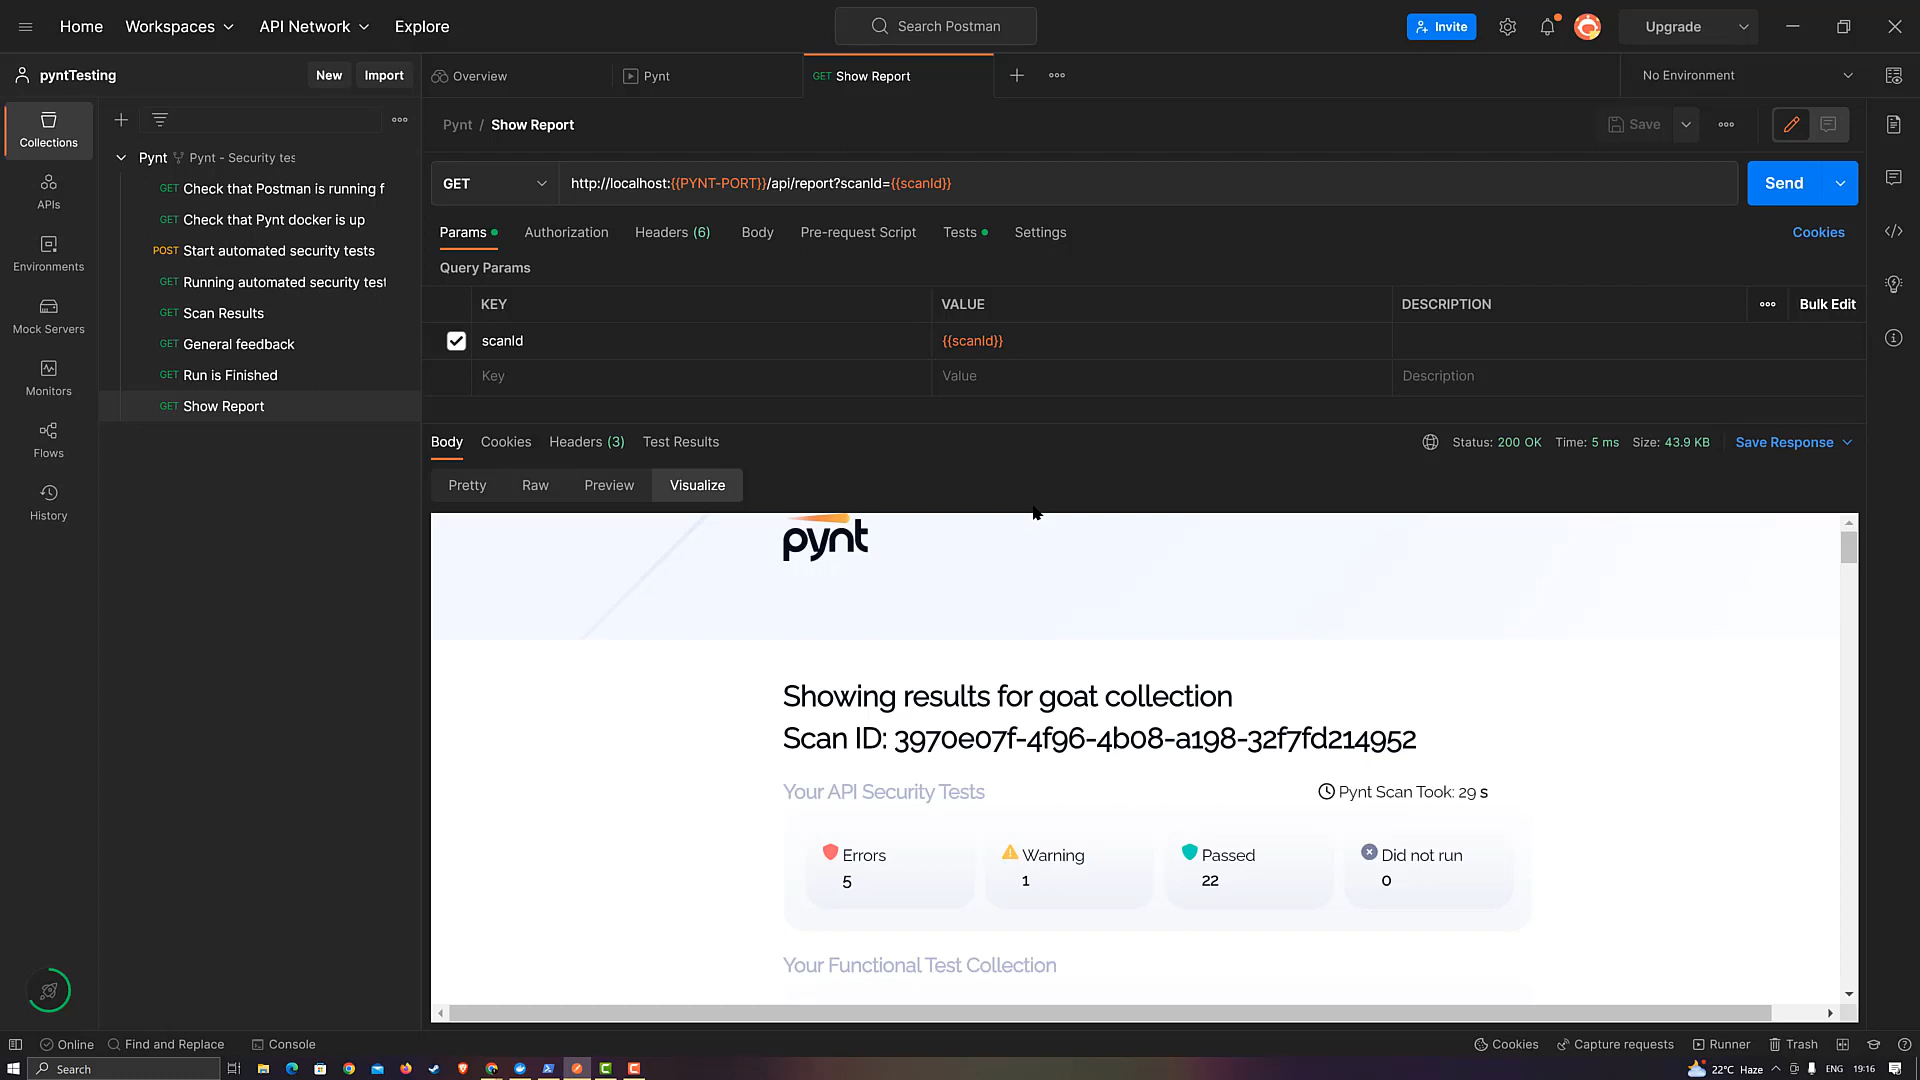 Home Workspaces API Network Explore Search Postman Invite Upgrade
pyntTesting New Import Overview Pynt GET Show Report No Environment
Collections
APIs
Environments
Mock Servers
Monitors
Flows
History
Pynt Pynt - Security tes
GET Check that Postman is running f
GET Check that Pynt docker is up
POST Start automated security tests
GET Running automated security test
GET Scan Results
GET General feedback
GET Run is Finished
GET Show Report
Pynt / Show Report Save
GET http://localhost:{{PYNT-PORT}}/api/report?scanId={{scanId}} Send
Params Authorization Headers (6) Body Pre-request Script Tests Settings Cookies
Query Params
KEY VALUE DESCRIPTION Bulk Edit
scanId {{scanId}}
Key Value Description
Body Cookies Headers (3) Test Results Status: 200 OK Time: 5 ms Size: 43.9 KB Save Response
Pretty Raw Preview Visualize
pynt
Showing results for goat collection
Scan ID: 3970e07f-4f96-4b08-a198-32f7fd214952
Your API Security Tests Pynt Scan Took: 29 s
Errors Warning Passed Did not run
5 1 22 0
Your Functional Test Collection
Online Find and Replace Console Cookies Capture requests Runner Trash
Search 22°C Haze ENG 19:16